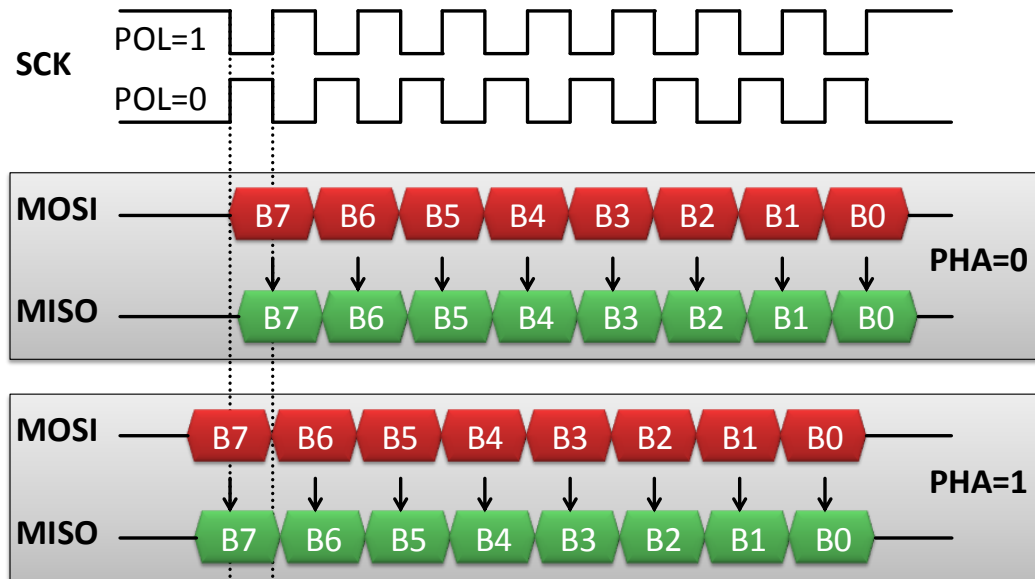 POL=1
SCK
POL=0
MOSI B7 B6 B5 B4 B3 B2 B1 B0
PHA=0
MISO B7 B6 B5 B4 B3 B2 B1 B0
MOSI B7 B6 B5 B4 B3 B2 B1 B0
PHA=1
MISO B7 B6 B5 B4 B3 B2 B1 B0